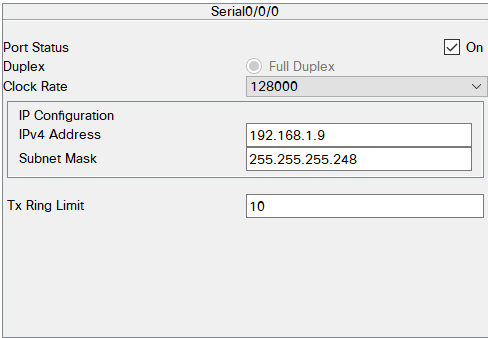 Serial0/0/0
Port Status On
Duplex Full Duplex
Clock Rate 128000
IP Configuration
IPv4 Address 192.168.1.9
Subnet Mask 255.255.255.248
Tx Ring Limit 10